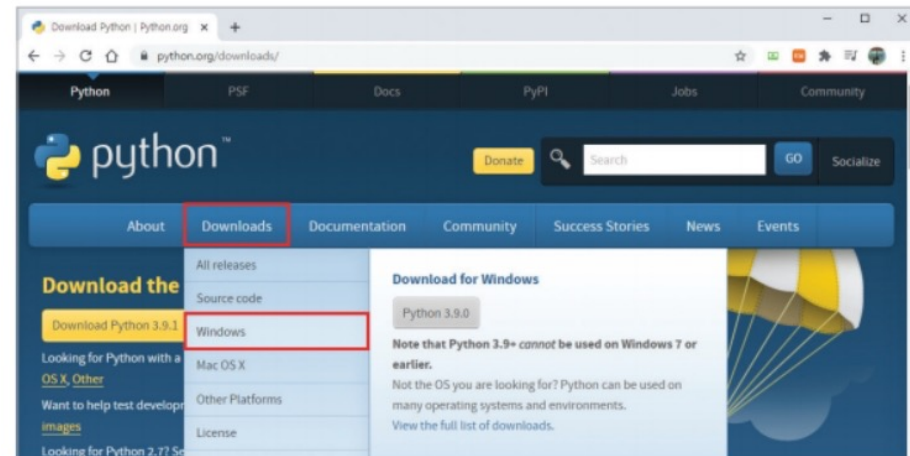 Download Python | Python.org
python.org/downloads/
Python PSF Docs PyPI Jobs Community
python™
Donate Search GO Socialize
About Downloads Documentation Community Success Stories News Events
Download the
Download Python 3.9.1
Looking for Python with a
OS X, Other
Want to help test developr
images
Looking for Python 2.7? Se
All releases
Source code
Windows
Mac OS X
Other Platforms
License
Download for Windows
Python 3.9.0
Note that Python 3.9+ cannot be used on Windows 7 or
earlier.
Not the OS you are looking for? Python can be used on
many operating systems and environments.
View the full list of downloads.